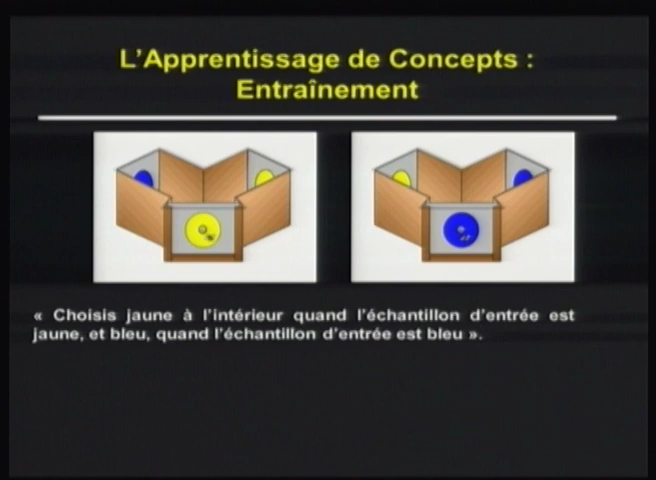 L'Apprentissage de Concepts :
Entraînement
« Choisis jaune à l'intérieur quand l'échantillon d'entrée est
jaune, et bleu, quand l'échantillon d'entrée est bleu ».